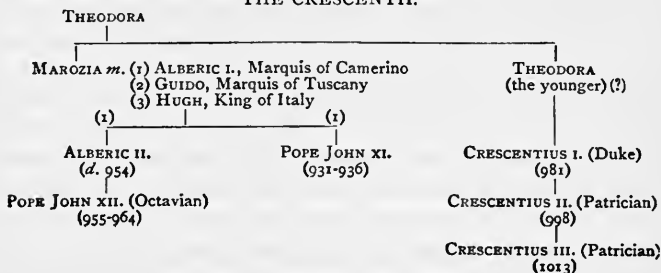 THE CRESCENTII.
THEODORA
MAROZIA m. (1) ALBERIC I., Marquis of Camerino
(2) GUIDO, Marquis of Tuscany
(3) HUGH, King of Italy
THEODORA
(the younger) (?)
(1) (1)
ALBERIC II.
(d. 954)
POPE JOHN XI.
(931-936)
CRESCENTIUS I. (Duke)
(981)
POPE JOHN XII. (Octavian)
(955-964)
CRESCENTIUS II. (Patrician)
(998)
CRESCENTIUS III. (Patrician)
(1013)